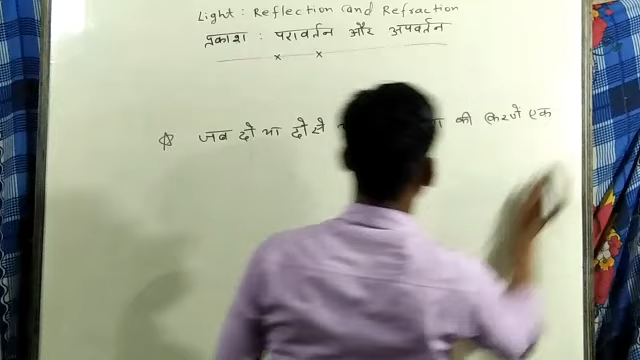 Light: Reflection and Refraction
प्रकाश : परावर्तन और अपवर्तन
जब दो या दो से की किरणें एक